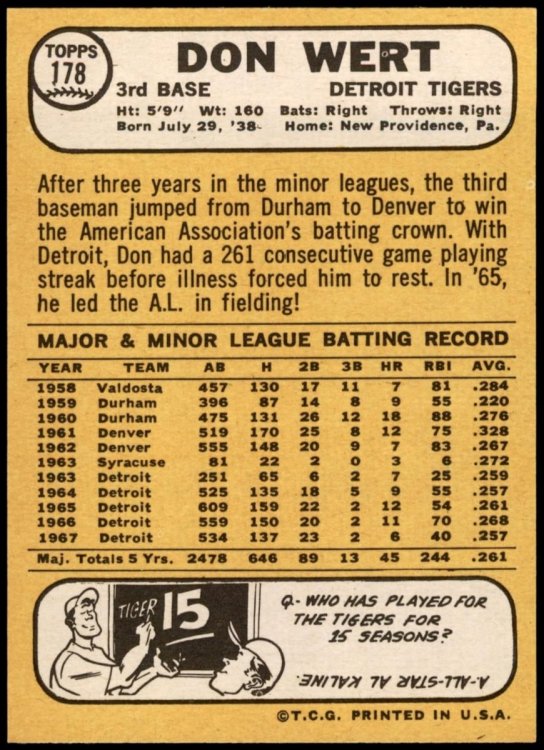 TOPPS
178
DON WERT
3rd BASE DETROIT TIGERS
Ht: 5'9" Wt: 160 Bats: Right Throws: Right
Born July 29, '38 Home: New Providence, Pa.
After three years in the minor leagues, the third
baseman jumped from Durham to Denver to win
the American Association's batting crown. With
Detroit, Don had a 261 consecutive game playing
streak before illness forced him to rest. In '65,
he led the A.L. in fielding!
MAJOR & MINOR LEAGUE BATTING RECORD
YEAR TEAM AB H 2B 3B HR RBI AVG.
1958 Valdosta 457 130 17 11 7 81 .284
1959 Durham 396 87 14 8 9 55 .220
1960 Durham 475 131 26 12 18 88 .276
1961 Denver 519 170 25 8 12 75 .328
1962 Denver 555 148 20 9 7 83 .267
1963 Syracuse 81 22 2 0 3 6 .272
1963 Detroit 251 65 6 2 7 25 .259
1964 Detroit 525 135 18 5 9 55 .257
1965 Detroit 609 159 22 2 12 54 .261
1966 Detroit 559 150 20 2 11 70 .268
1967 Detroit 534 137 23 2 6 40 .257
Maj. Totals 5 Yrs. 2478 646 89 13 45 244 .261
TIGER 15
Q- WHO HAS PLAYED FOR
THE TIGERS FOR
15 SEASONS?
A-ALL-STAR AL KALINE.
©T.C.G. PRINTED IN U.S.A.